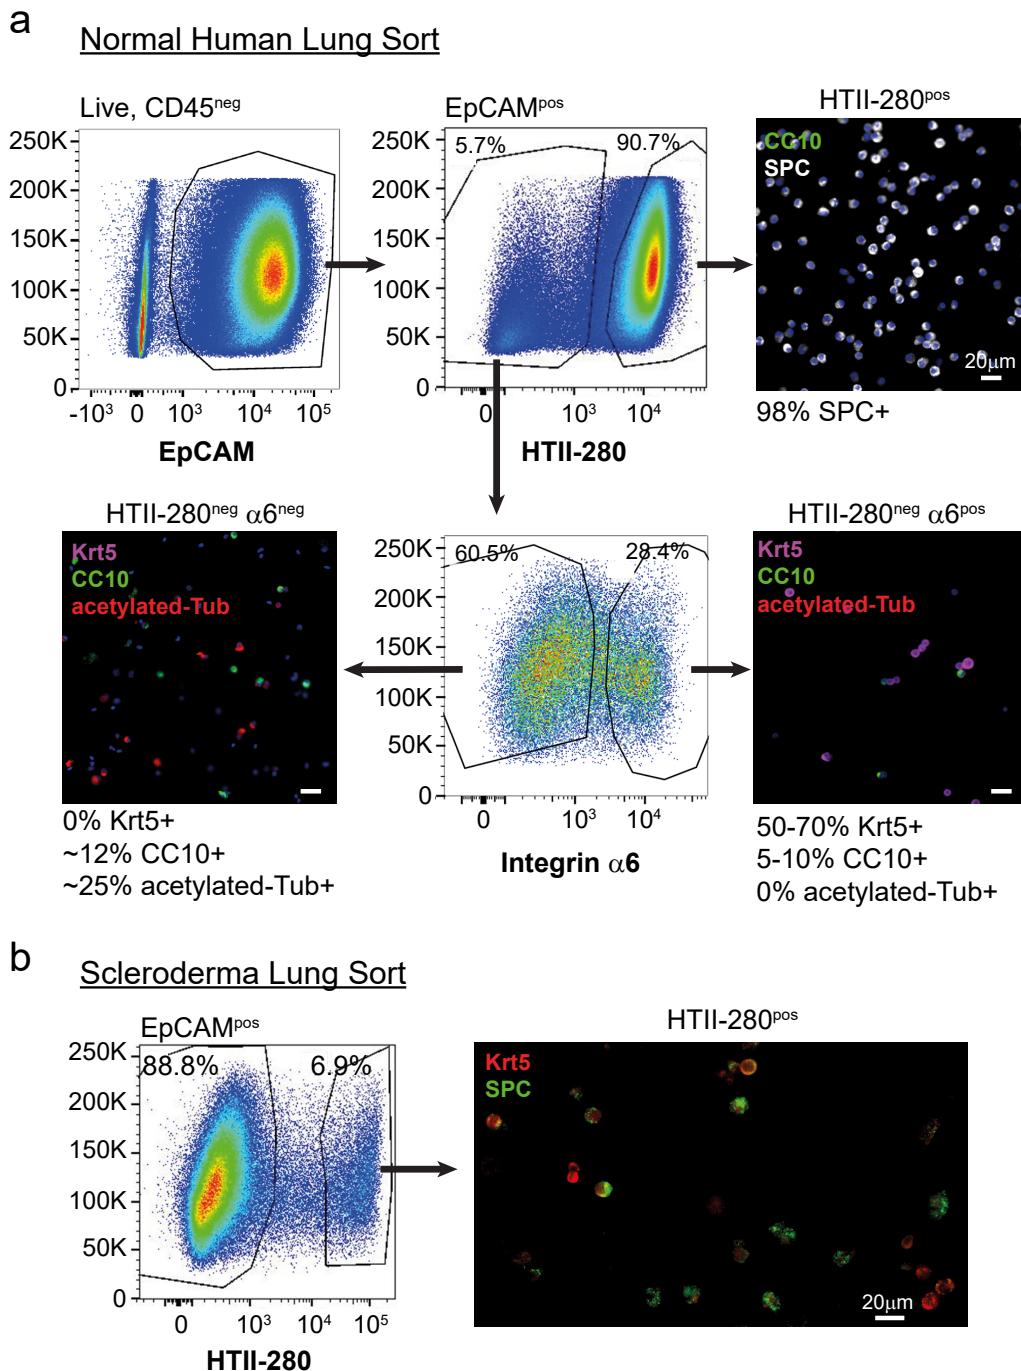 a
Normal Human Lung Sort
Live, CD45neg
250K
200K
150K
100K
50K
0
-10³ 0 10³ 10⁴ 10⁵
EpCAM
EpCAMpos
5.7% 90.7%
250K
200K
150K
100K
50K
0
0 10³ 10⁴
HTII-280
HTII-280pos
CC10
SPC
20μm
98% SPC+
HTII-280neg α6neg
Krt5
CC10
acetylated-Tub
0% Krt5+
~12% CC10+
~25% acetylated-Tub+
60.5% 28.4%
250K
200K
150K
100K
50K
0
0 10³ 10⁴
Integrin α6
HTII-280neg α6pos
Krt5
CC10
acetylated-Tub
50-70% Krt5+
5-10% CC10+
0% acetylated-Tub+
b
Scleroderma Lung Sort
EpCAMpos
88.8% 6.9%
250K
200K
150K
100K
50K
0
0 10³ 10⁴ 10⁵
HTII-280
HTII-280pos
Krt5
SPC
20μm